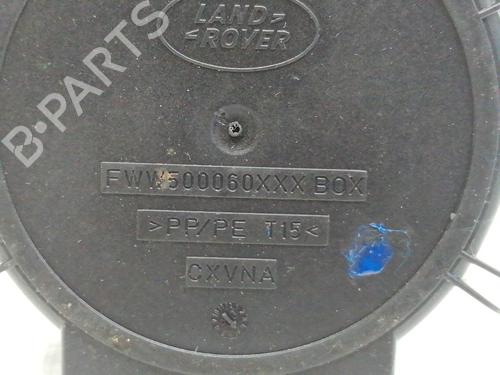 LAND
ROVER
B-PARTS
FWW500060XXX BOX
>PP/PE T15<
CXVNA